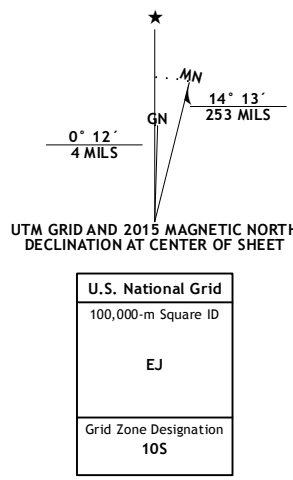 ★
MN
GN
14° 13´
253 MILS
0° 12´
4 MILS
UTM GRID AND 2015 MAGNETIC NORTH
DECLINATION AT CENTER OF SHEET
U.S. National Grid
100,000-m Square ID
EJ
Grid Zone Designation
10S